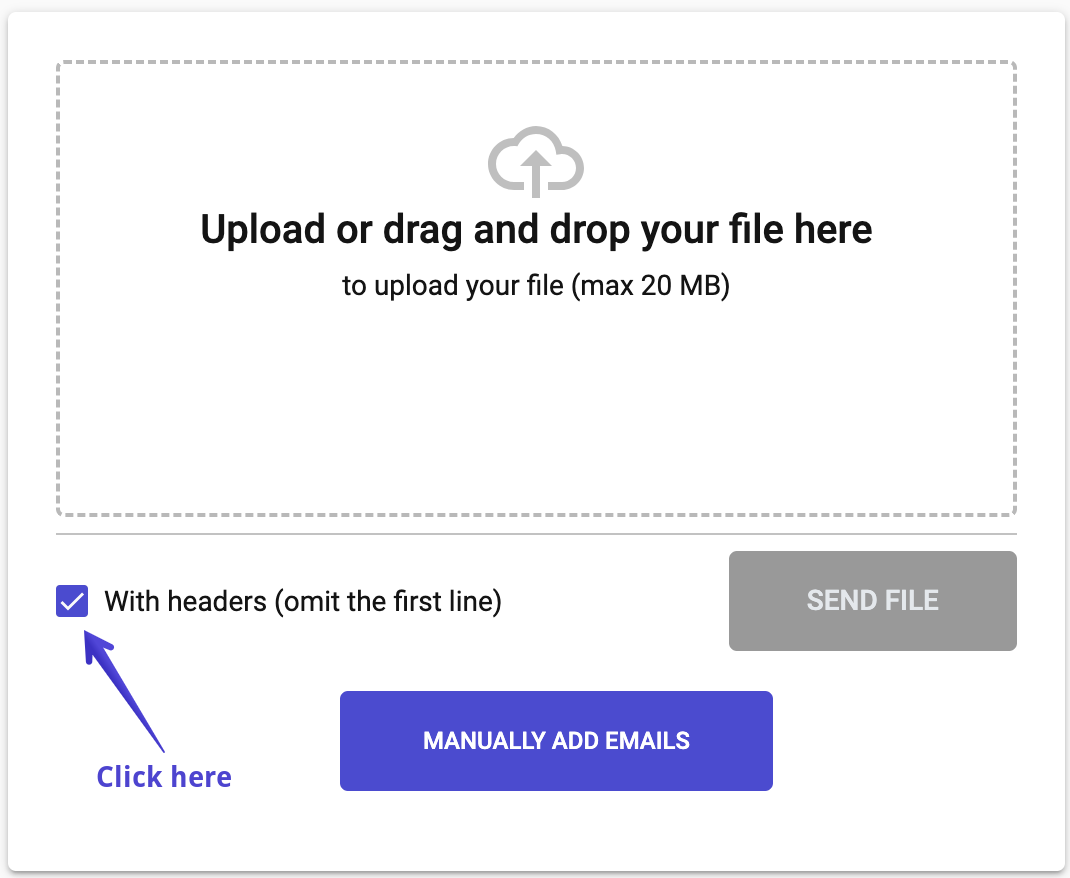 Upload or drag and drop your file here
to upload your file (max 20 MB)
With headers (omit the first line)
SEND FILE
MANUALLY ADD EMAILS
Click here